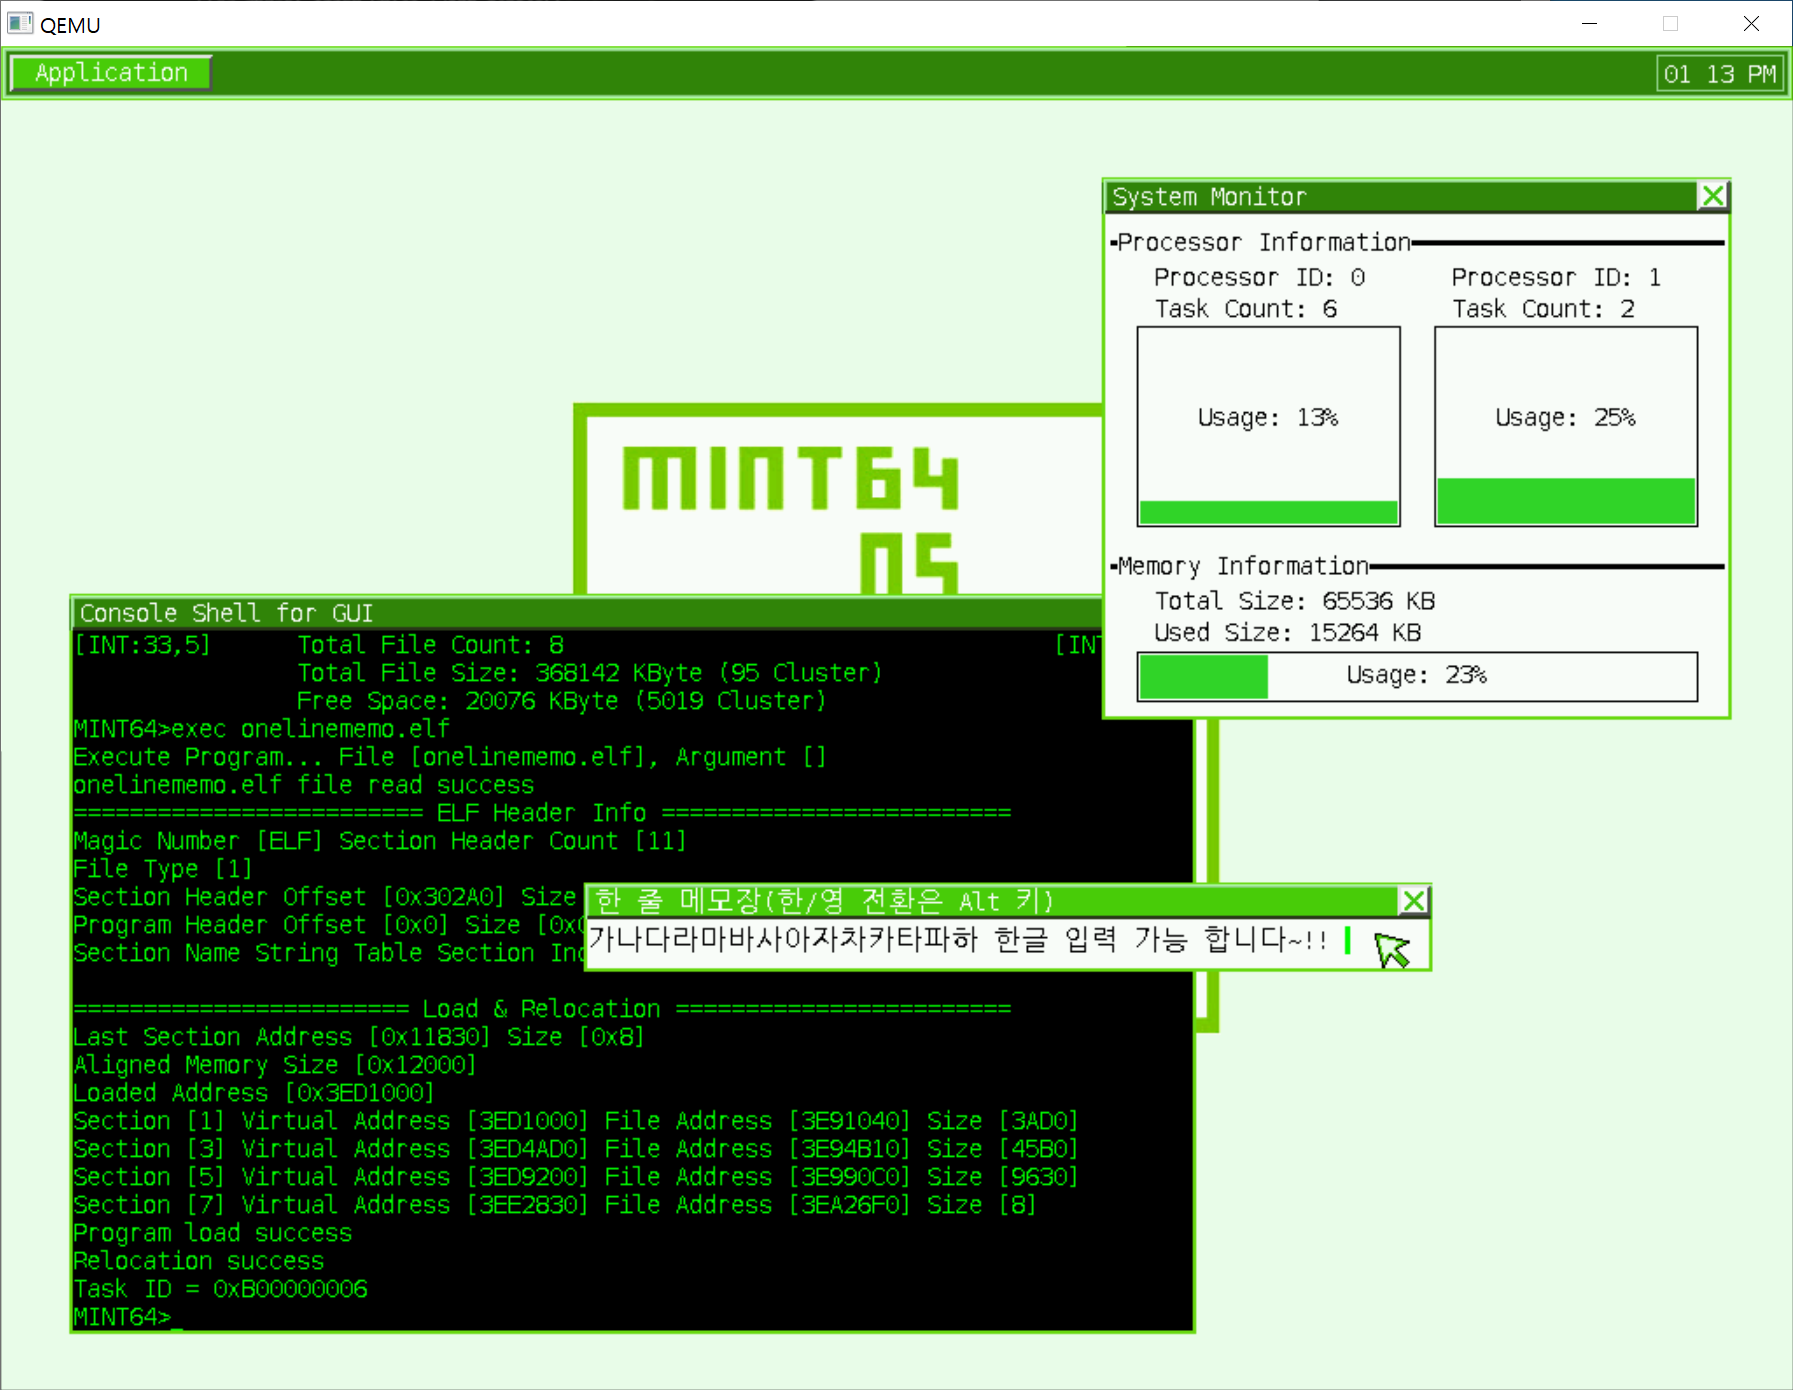 QEMU
Application
01 13 PM
System Monitor
Processor Information
Processor ID: 0
Task Count: 6
Usage: 13%
Processor ID: 1
Task Count: 2
Usage: 25%
Memory Information
Total Size: 65536 KB
Used Size: 15264 KB
Usage: 23%
MINT64
OS
Console Shell for GUI
[INT:33,5] Total File Count: 8 [INT
Total File Size: 368142 KByte (95 Cluster)
Free Space: 20076 KByte (5019 Cluster)
MINT64>exec onelinememo.elf
Execute Program... File [onelinememo.elf], Argument []
onelinememo.elf file read success
========================= ELF Header Info =========================
Magic Number [ELF] Section Header Count [11]
File Type [1]
Section Header Offset [0x302A0] Size
Program Header Offset [0x0] Size [0x
Section Name String Table Section
======================== Load & Relocation ========================
Last Section Address [0x11830] Size [0x8]
Aligned Memory Size [0x12000]
Loaded Address [0x3ED1000]
Section [1] Virtual Address [3ED1000] File Address [3E91040] Size [3AD0]
Section [3] Virtual Address [3ED4AD0] File Address [3E94B10] Size [45B0]
Section [5] Virtual Address [3ED9200] File Address [3E990C0] Size [9630]
Section [7] Virtual Address [3EE2830] File Address [3EA26F0] Size [8]
Program load success
Relocation success
Task ID = 0xB00000006
MINT64>_
한 줄 메모장(한/영 전환은 Alt 키)
가나다라마바사아자차카타파하 한글 입력 가능 합니다~!!